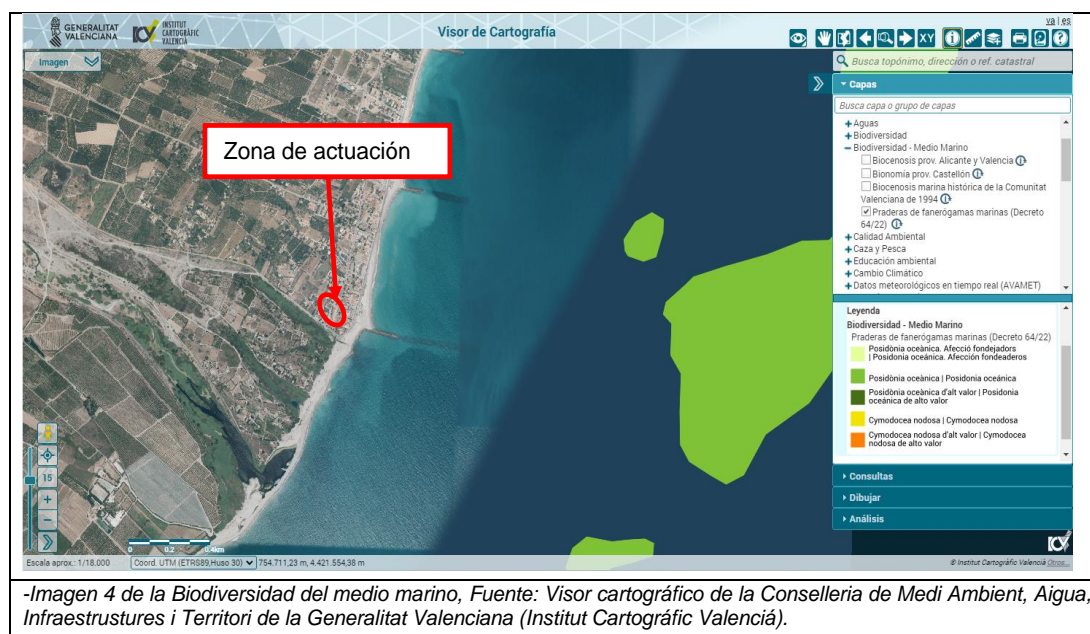 GENERALITAT
VALENCIANA
INSTITUT
CARTOGRÀFIC
VALENCIÀ
Visor de Cartografía
va | es
XY
Imagen
Busca topónimo, dirección o ref. catastral
Capas
Busca capa o grupo de capas
Aguas
Biodiversidad
Biodiversidad - Medio Marino
Biocenosis prov. Alicante y Valencia
Bionomía prov. Castellón
Biocenosis marina histórica de la Comunitat
Valenciana de 1994
Praderas de fanerógamas marinas (Decreto
64/22)
Calidad Ambiental
Caza y Pesca
Educación ambiental
Cambio Climático
Datos meteorológicos en tiempo real (AVAMET)
Zona de actuación
Leyenda
Biodiversidad - Medio Marino
Praderas de fanerógamas marinas (Decreto 64/22)
Posidònia oceànica. Afecció fondejadors
| Posidonia oceánica. Afección fondeaderos
Posidònia oceànica | Posidonia oceánica
Posidònia oceànica d'alt valor | Posidonia
oceánica de alto valor
Cymodocea nodosa | Cymodocea nodosa
Cymodocea nodosa d'alt valor | Cymodocea
nodosa de alto valor
Consultas
Dibujar
Análisis
15
0 0.2 0.4km
Escala aprox.: 1/18.000 Coord. UTM (ETRS89,Huso 30) 754.711,23 m, 4.421.554,38 m
© Institut Cartogràfic Valencià Otros...
-Imagen 4 de la Biodiversidad del medio marino, Fuente: Visor cartográfico de la Conselleria de Medi Ambient, Aigua,
Infraestrustures i Territori de la Generalitat Valenciana (Institut Cartográfic Valenciá).